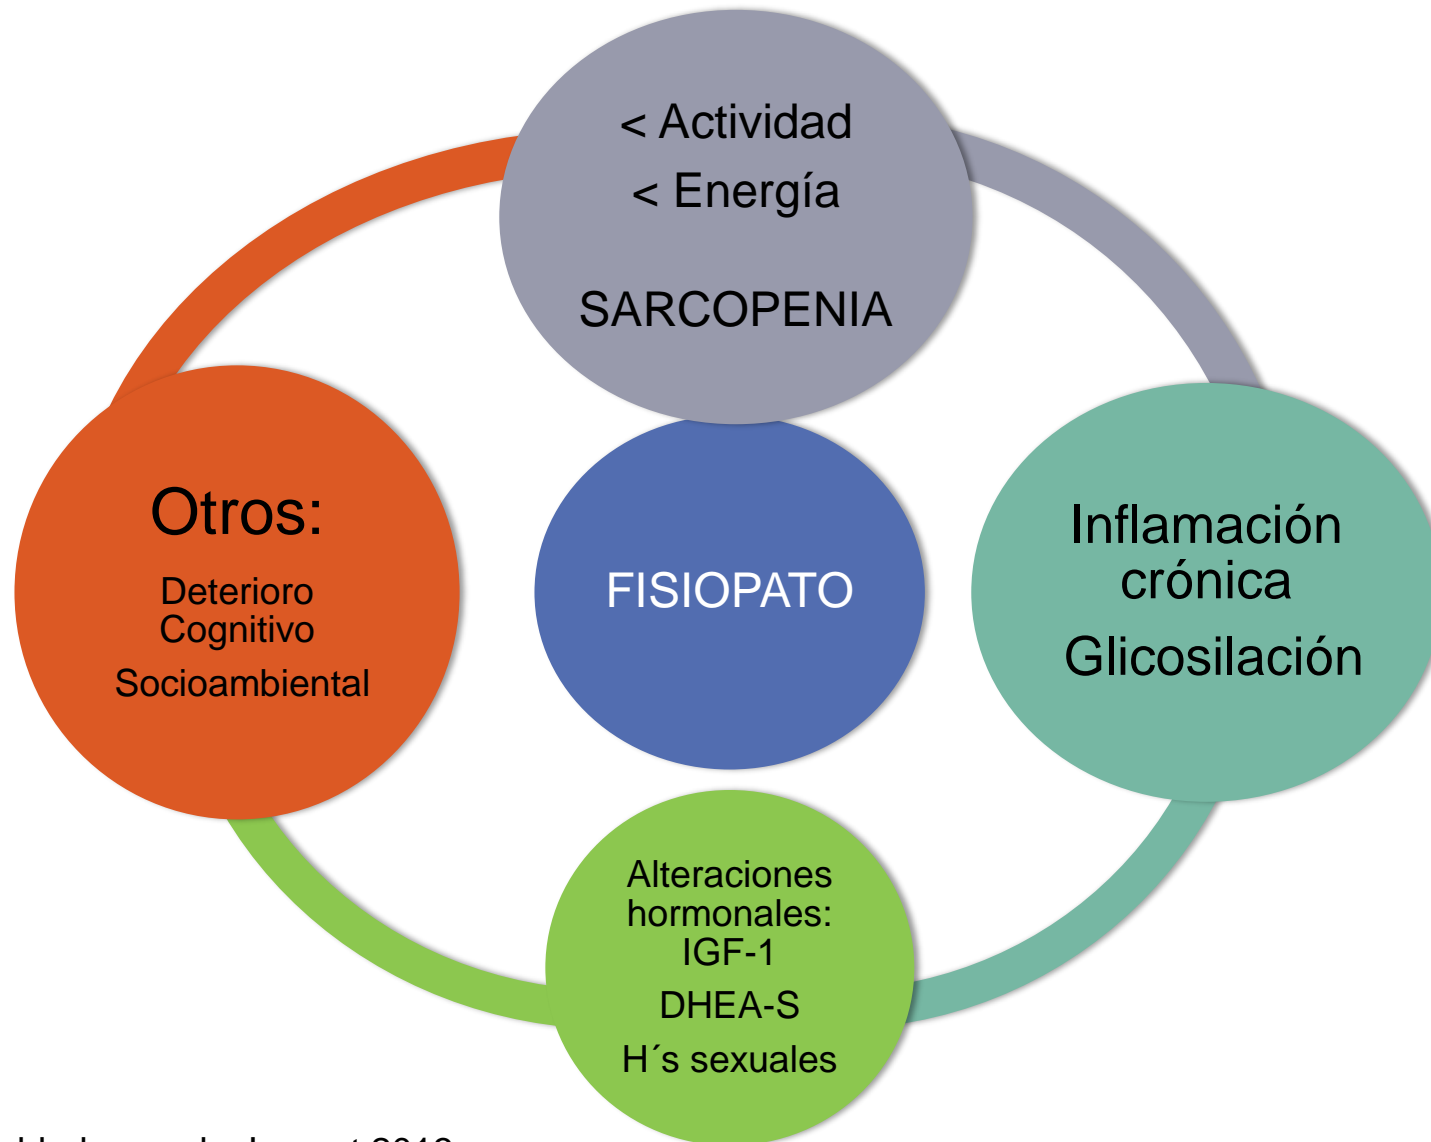 < Actividad
< Energía
SARCOPENIA
Otros:
Deterioro
Cognitivo
Socioambiental
FISIOPATO
Inflamación
crónica
Glicosilación
Alteraciones
hormonales:
IGF-1
DHEA-S
H´s sexuales